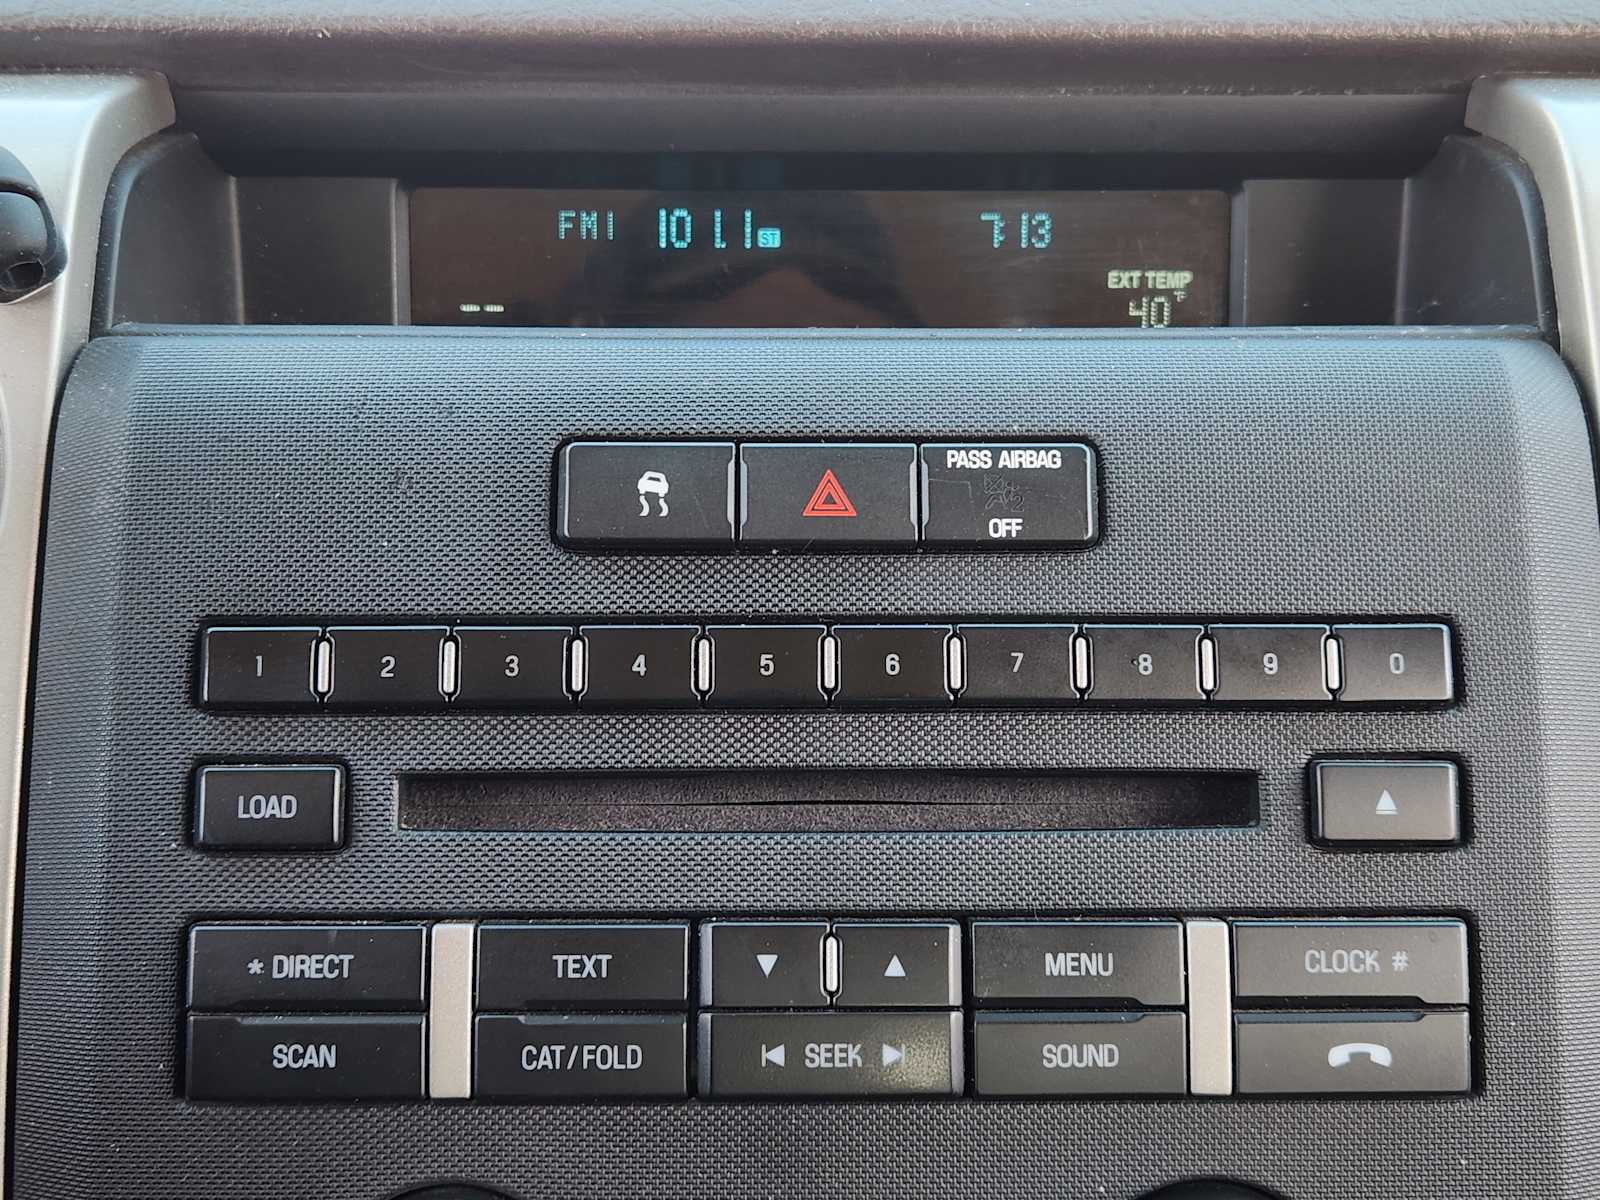 FM1 101.1 ST 7:13
EXT TEMP
-- 40°F
PASS AIRBAG
OFF
1 2 3 4 5 6 7 8 9 0
LOAD
* DIRECT TEXT MENU CLOCK #
SCAN CAT/FOLD SEEK SOUND